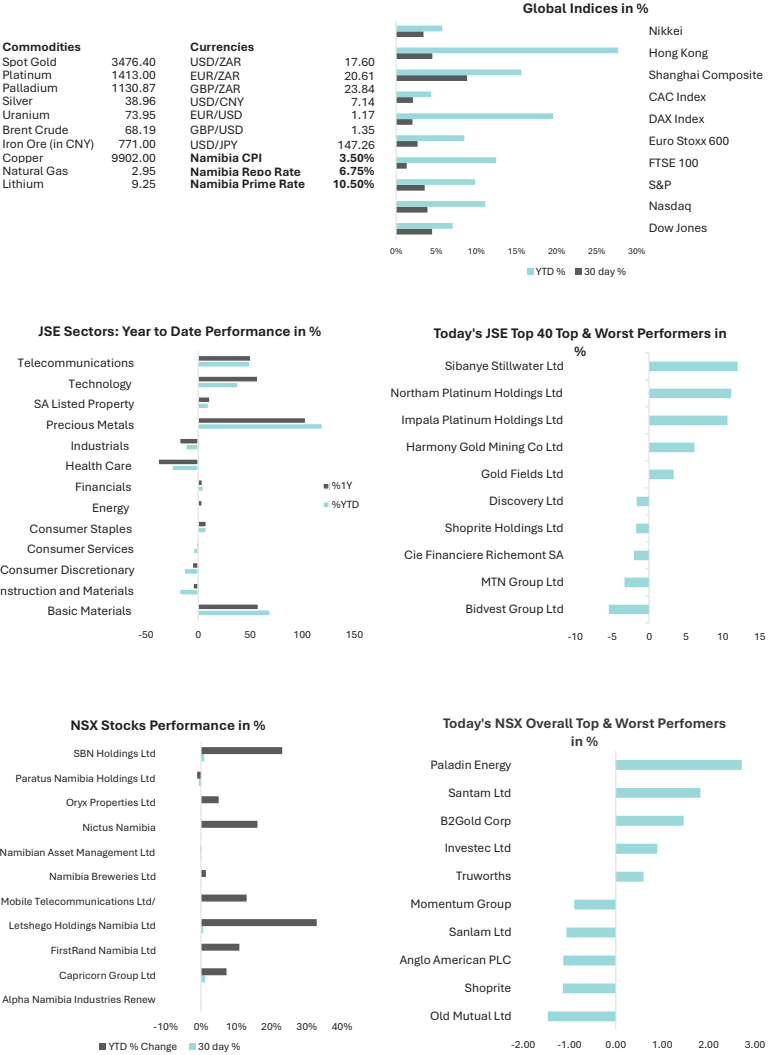 Global Indices in %
Commodities
Spot Gold 3476.40
Platinum 1413.00
Palladium 1130.87
Silver 38.96
Uranium 73.95
Brent Crude 68.19
Iron Ore (in CNY) 771.00
Copper 9902.00
Natural Gas 2.95
Lithium 9.25
Currencies
USD/ZAR 17.60
EUR/ZAR 20.61
GBP/ZAR 23.84
USD/CNY 7.14
EUR/USD 1.17
GBP/USD 1.35
USD/JPY 147.26
Namibia CPI 3.50%
Namibia Repo Rate 6.75%
Namibia Prime Rate 10.50%
Nikkei
Hong Kong
Shanghai Composite
CAC Index
DAX Index
Euro Stoxx 600
FTSE 100
S&P
Nasdaq
Dow Jones
0% 5% 10% 15% 20% 25% 30%
YTD % 30 day %
JSE Sectors: Year to Date Performance in %
Telecommunications
Technology
SA Listed Property
Precious Metals
Industrials
Health Care
Financials
Energy
Consumer Staples
Consumer Services
Consumer Discretionary
nstruction and Materials
Basic Materials
%1Y
%YTD
-50 0 50 100 150
Today's JSE Top 40 Top & Worst Performers in
%
Sibanye Stillwater Ltd
Northam Platinum Holdings Ltd
Impala Platinum Holdings Ltd
Harmony Gold Mining Co Ltd
Gold Fields Ltd
Discovery Ltd
Shoprite Holdings Ltd
Cie Financiere Richemont SA
MTN Group Ltd
Bidvest Group Ltd
-10 -5 0 5 10 15
NSX Stocks Performance in %
SBN Holdings Ltd
Paratus Namibia Holdings Ltd
Oryx Properties Ltd
Nictus Namibia
Namibian Asset Management Ltd
Namibia Breweries Ltd
Mobile Telecommunications Ltd/
Letshego Holdings Namibia Ltd
FirstRand Namibia Ltd
Capricorn Group Ltd
Alpha Namibia Industries Renew
-10% 0% 10% 20% 30% 40%
YTD % Change 30 day %
Today's NSX Overall Top & Worst Perfomers
in %
Paladin Energy
Santam Ltd
B2Gold Corp
Investec Ltd
Truworths
Momentum Group
Sanlam Ltd
Anglo American PLC
Shoprite
Old Mutual Ltd
-2.00 -1.00 0.00 1.00 2.00 3.00